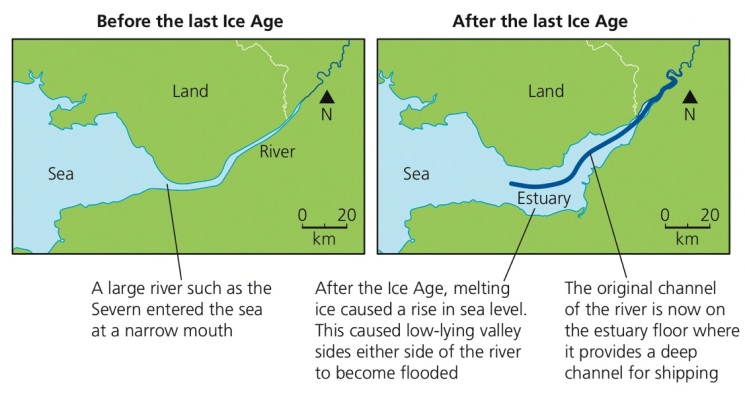 Before the last Ice Age
After the last Ice Age
Land
N
River
Sea
0 20
km
Land
N
Sea
Estuary
0 20
km
A large river such as the
Severn entered the sea
at a narrow mouth
After the Ice Age, melting
ice caused a rise in sea level.
This caused low-lying valley
sides either side of the river
to become flooded
The original channel
of the river is now on
the estuary floor where
it provides a deep
channel for shipping